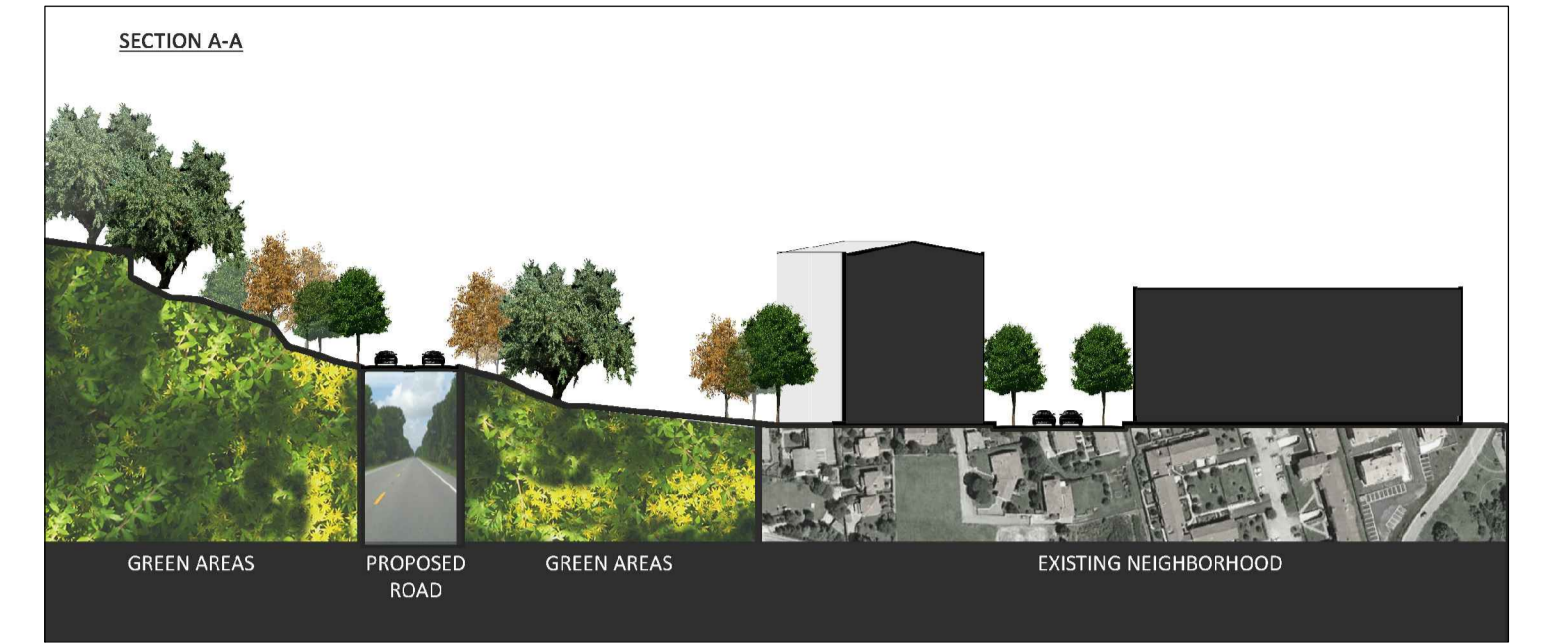 SECTION A-A
GREEN AREAS
PROPOSED
ROAD
GREEN AREAS
EXISTING NEIGHBORHOOD